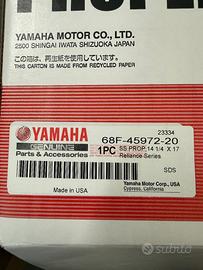 YAMAHA MOTOR CO., LTD.
2500 SHINGAI IWATA SHIZUOKA JAPAN
この箱は、再生紙を使用しています。
THIS CARTON IS MADE FROM RECYCLED PAPER
23334
YAMAHA
68F-45972-20
GENUINE
Parts & Accessories
1PC
SS PROP,14 1/4 X 17
Reliance Series
SDS
Made in USA
Yamaha Motor Corp., USA
Cypress, California
Subito.it